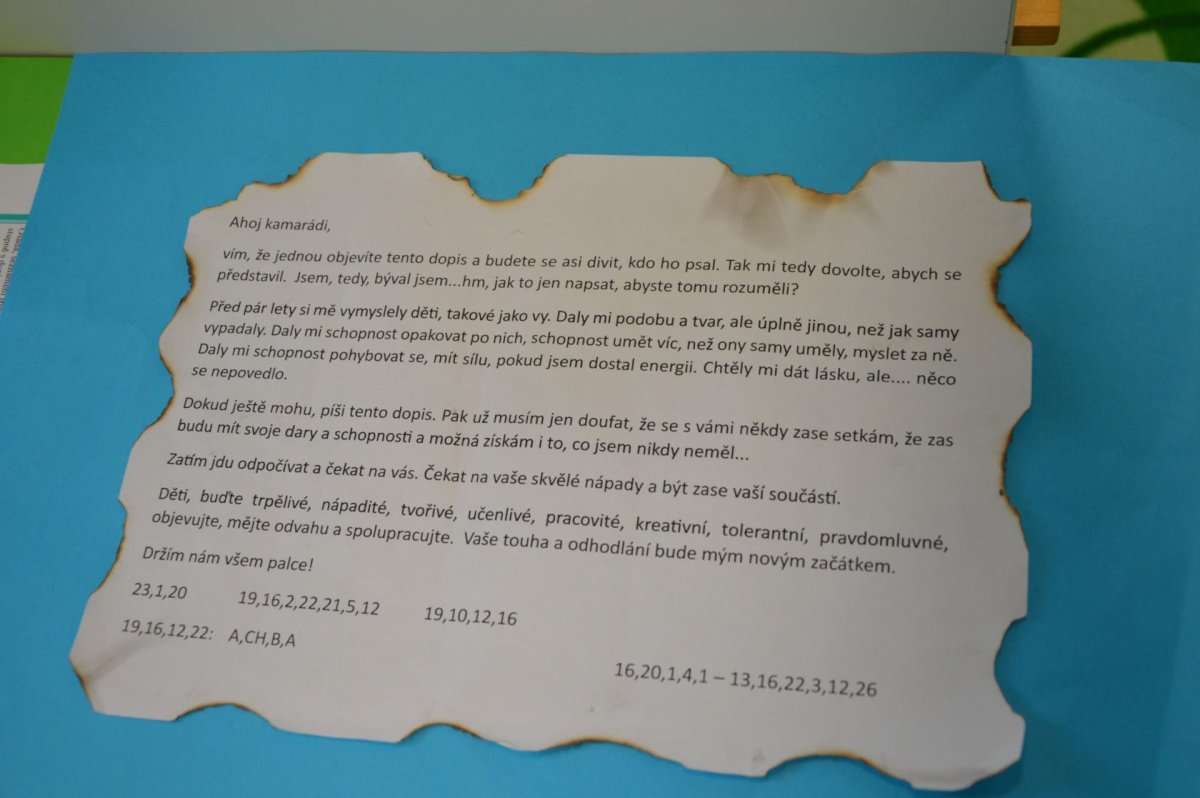 Ahoj kamarádi,
vím, že jednou objevíte tento dopis a budete se asi divit, kdo ho psal. Tak mi tedy dovolte, abych se
představil. Jsem, tedy, býval jsem...hm, jak to jen napsat, abyste tomu rozuměli?
Před pár lety si mě vymyslely děti, takové jako vy. Daly mi podobu a tvar, ale úplně jinou, než jak samy
vypadaly. Daly mi schopnost opakovat po nich, schopnost umět víc, než ony samy uměly, myslet za ně.
Daly mi schopnost pohybovat se, mít sílu, pokud jsem dostal energii. Chtěly mi dát lásku, ale.... něco
se nepovedlo.
Dokud ještě mohu, píši tento dopis. Pak už musím jen doufat, že se s vámi někdy zase setkám, že zas
budu mít svoje dary a schopnosti a možná získám i to, co jsem nikdy neměl...
Zatím jdu odpočívat a čekat na vás. Čekat na vaše skvělé nápady a být zase vaší součástí.
Děti, buďte trpělivé, nápadité, tvořivé, učenlivé, pracovité, kreativní, tolerantní, pravdomluvné,
objevujte, mějte odvahu a spolupracujte. Vaše touha a odhodlání bude mým novým začátkem.
Držím nám všem palce!
23,1,20 19,16,2,22,21,5,12 19,10,12,16
19,16,12,22: A,CH,B,A
16,20,1,4,1 – 13,16,22,3,12,26